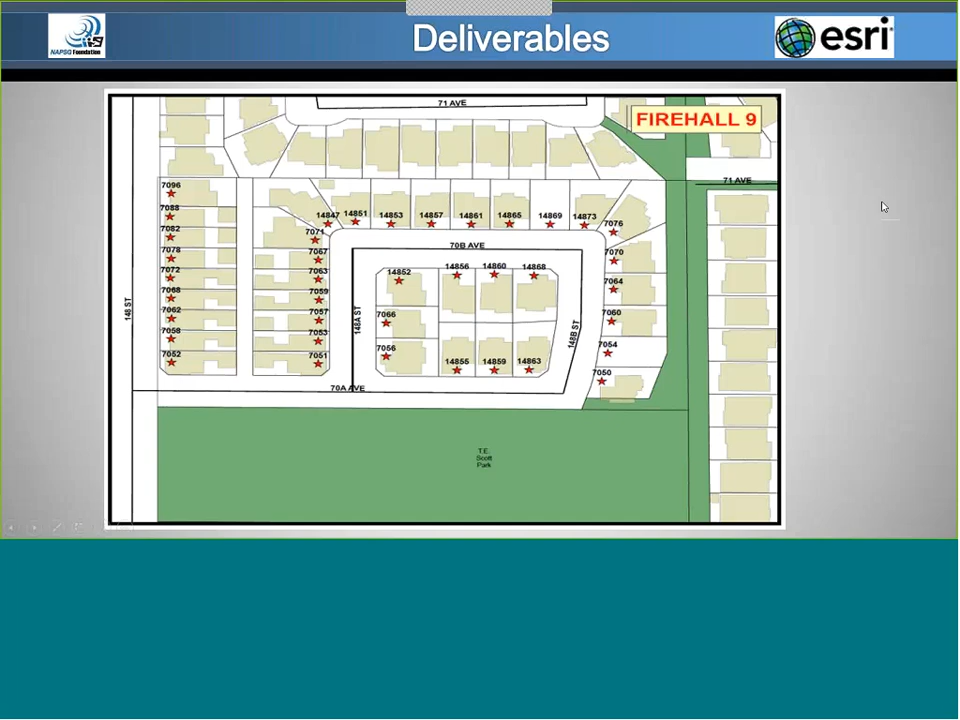 Deliverables
NAPSG Foundation
esri
71 AVE
FIREHALL 9
71 AVE
7096
7088
7082
7078
7072
7068
7062
7058
7052
148 ST
14847
14851
14853
14857
14861
14865
14869
14873
7076
7071
7067
7063
7059
7057
7053
7051
70B AVE
14852
14856
14860
14868
7066
7056
14855
14859
14863
148A ST
148B ST
7070
7064
7060
7054
7050
70A AVE
T.E.
Scott
Park